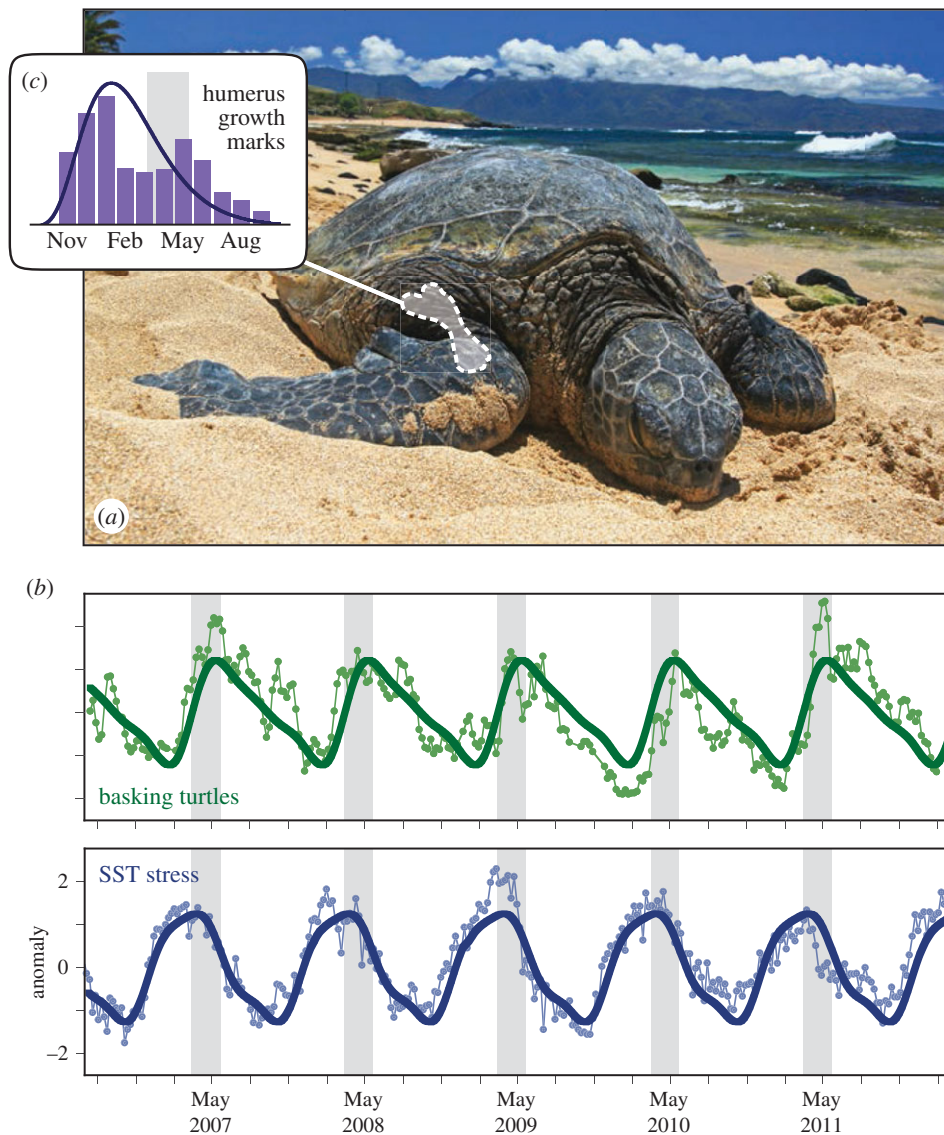 (c)
humerus
growth
marks
Nov Feb May Aug
(a)
(b)
basking turtles
SST stress
2
0
–2
anomaly
May May May May May
2007 2008 2009 2010 2011